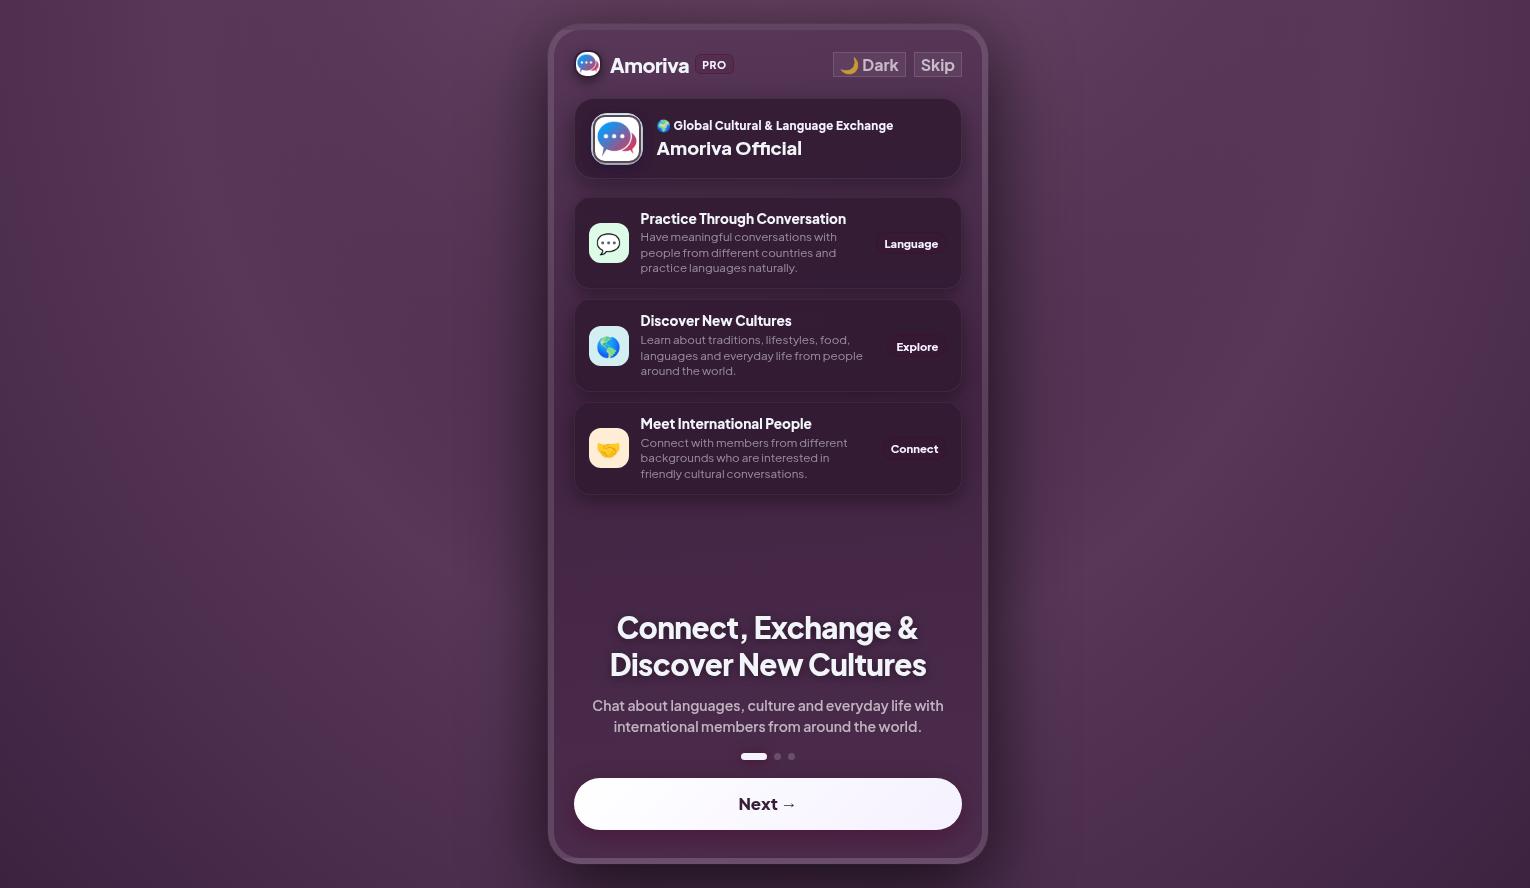 Amoriva PRO
🌙 Dark
Skip
🌍 Global Cultural & Language Exchange
Amoriva Official
Practice Through Conversation
Have meaningful conversations with
people from different countries and
practice languages naturally.
Language
Discover New Cultures
Learn about traditions, lifestyles, food,
languages and everyday life from people
around the world.
Explore
Meet International People
Connect with members from different
backgrounds who are interested in
friendly cultural conversations.
Connect
Connect, Exchange &
Discover New Cultures
Chat about languages, culture and everyday life with
international members from around the world.
Next →